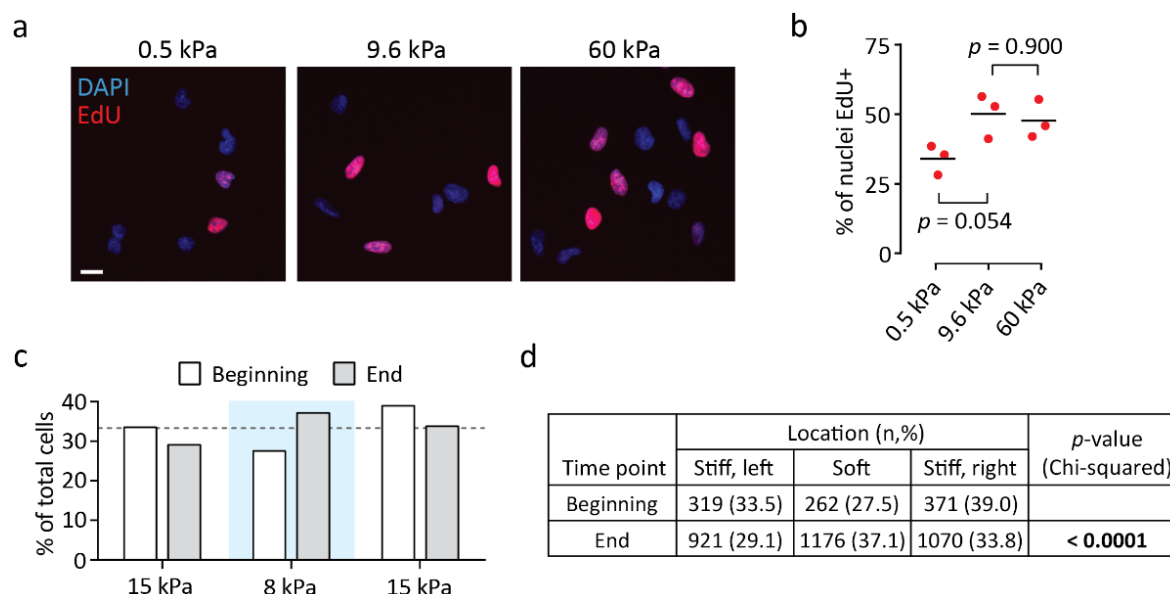 a
0.5 kPa
9.6 kPa
60 kPa
DAPI
EdU
b
% of nuclei EdU+
75
50
25
0
p = 0.900
p = 0.054
0.5 kPa
9.6 kPa
60 kPa
c
Beginning
End
% of total cells
40
30
20
10
0
15 kPa
8 kPa
15 kPa
d
Time point
Location (n,%)
p-value
(Chi-squared)
Stiff, left
Soft
Stiff, right
Beginning
319 (33.5)
262 (27.5)
371 (39.0)
End
921 (29.1)
1176 (37.1)
1070 (33.8)
< 0.0001